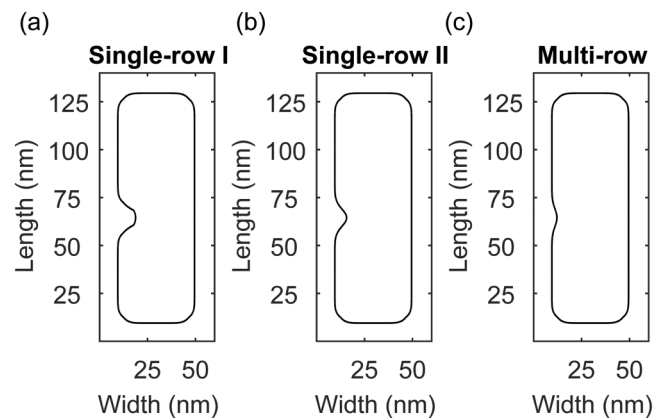 (a)
Single-row I
125
100
75
50
25
Length (nm)
25 50
Width (nm)
(b)
Single-row II
125
100
75
50
25
Length (nm)
25 50
Width (nm)
(c)
Multi-row
125
100
75
50
25
Length (nm)
25 50
Width (nm)